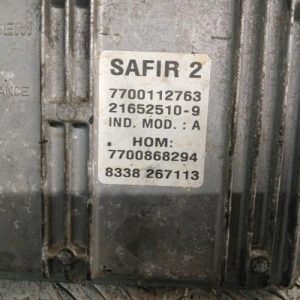 SAFIR 2
7700112763
21652510-9
IND. MOD. : A
HOM:
7700868294
8338 267113